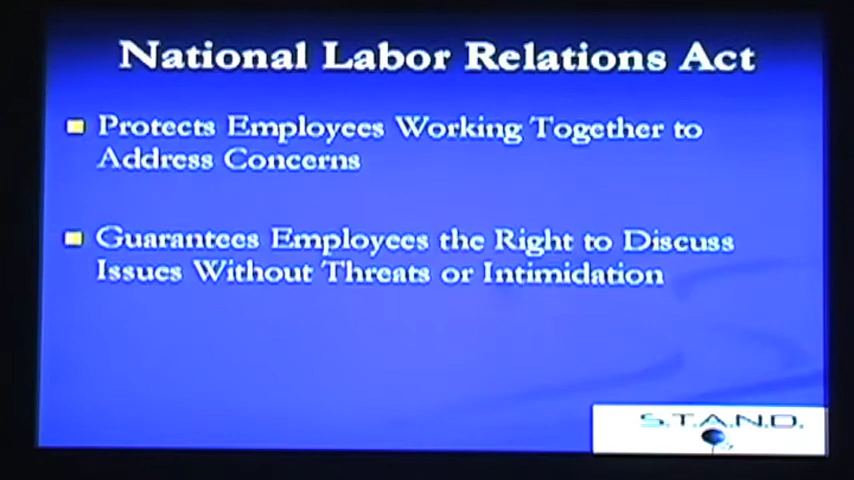 National Labor Relations Act
Protects Employees Working Together to
Address Concerns
Guarantees Employees the Right to Discuss
Issues Without Threats or Intimidation
S.T.A.N.D.